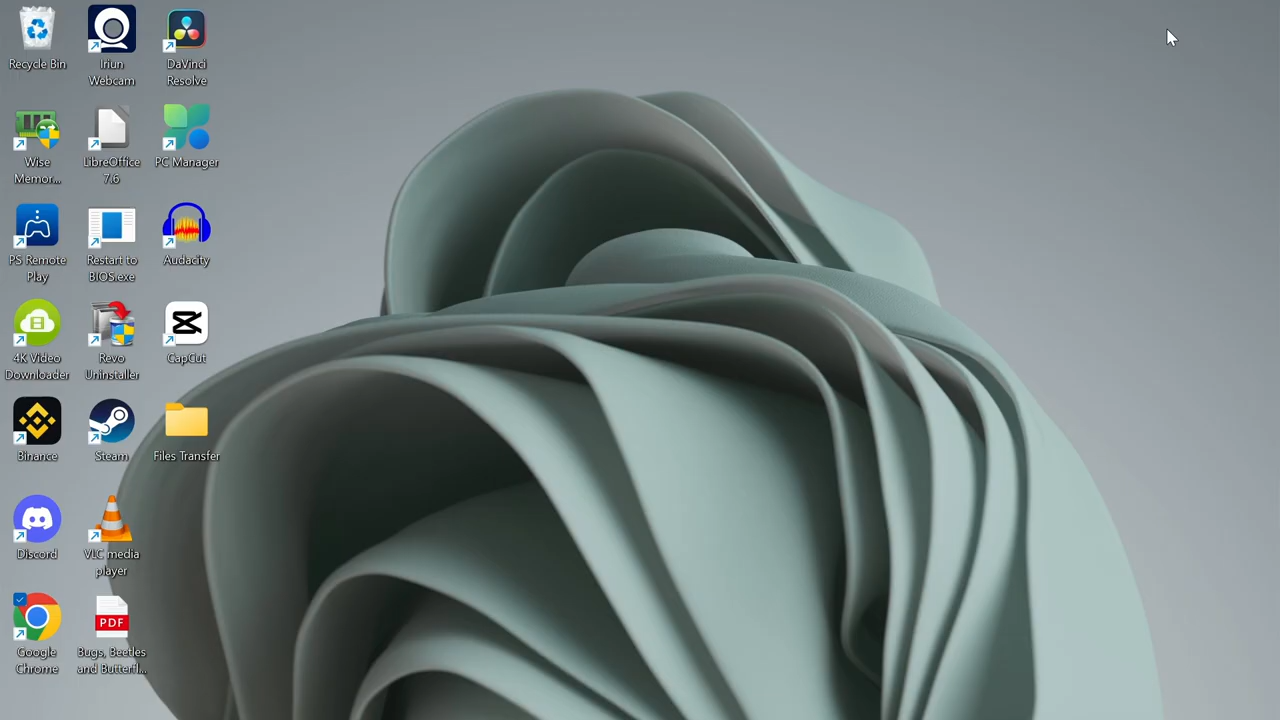 Recycle Bin
Iriun
Webcam
DaVinci
Resolve
Wise
Memor...
LibreOffice
7.6
PC Manager
PS Remote
Play
Restart to
BIOS.exe
Audacity
4K Video
Downloader
Revo
Uninstaller
CapCut
Binance
Steam
Files Transfer
Discord
VLC media
player
Google
Chrome
PDF
Bugs, Beetles
and Butterfl...